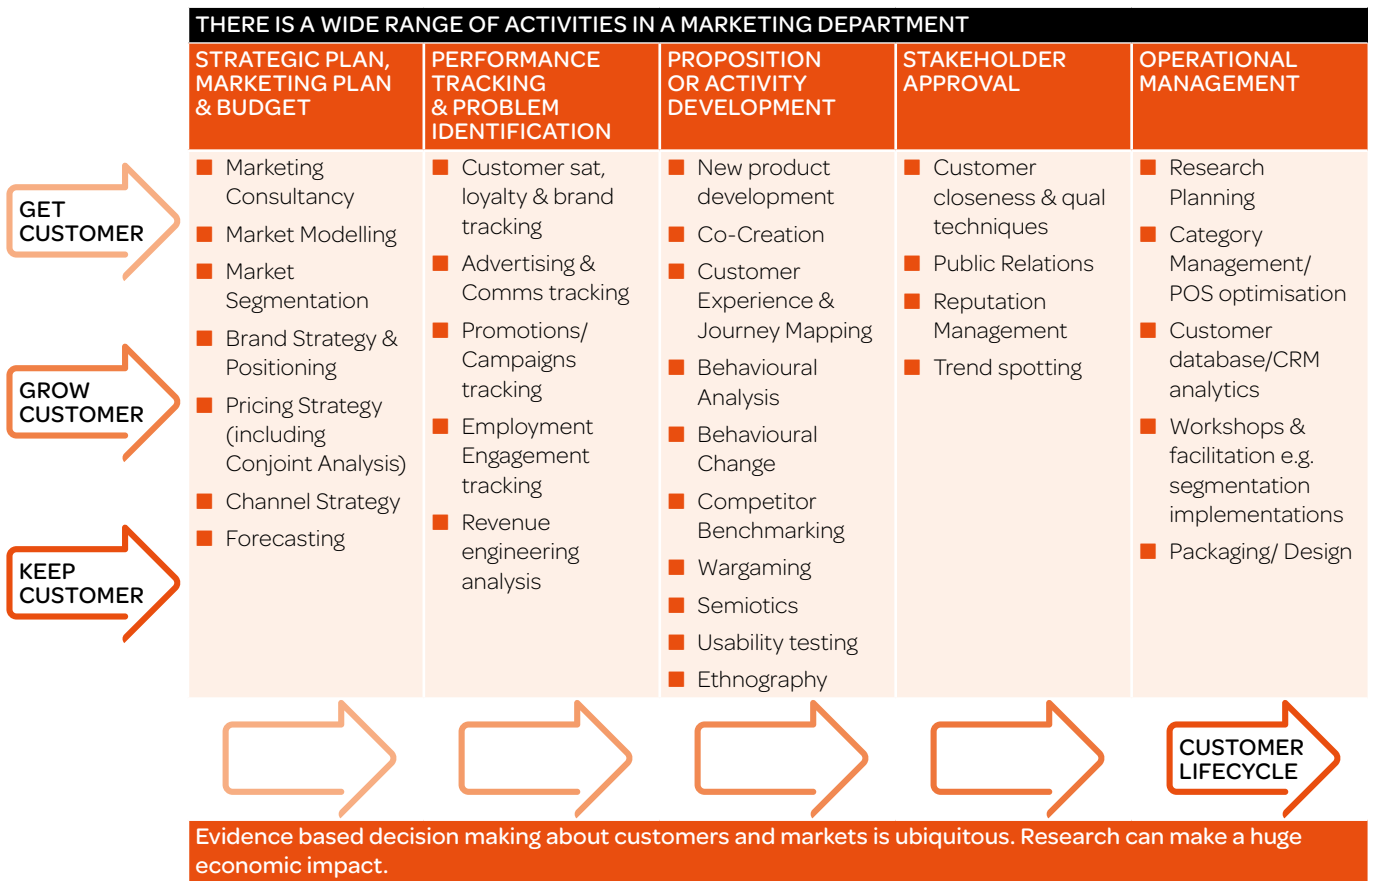 THERE IS A WIDE RANGE OF ACTIVITIES IN A MARKETING DEPARTMENT
STRATEGIC PLAN,
MARKETING PLAN
& BUDGET
PERFORMANCE
TRACKING
& PROBLEM
IDENTIFICATION
PROPOSITION
OR ACTIVITY
DEVELOPMENT
STAKEHOLDER
APPROVAL
OPERATIONAL
MANAGEMENT
GET
CUSTOMER
GROW
CUSTOMER
KEEP
CUSTOMER
Marketing
Consultancy
Market Modelling
Market
Segmentation
Brand Strategy &
Positioning
Pricing Strategy
(including
Conjoint Analysis)
Channel Strategy
Forecasting
Customer sat,
loyalty & brand
tracking
Advertising &
Comms tracking
Promotions/
Campaigns
tracking
Employment
Engagement
tracking
Revenue
engineering
analysis
New product
development
Co-Creation
Customer
Experience &
Journey Mapping
Behavioural
Analysis
Behavioural
Change
Competitor
Benchmarking
Wargaming
Semiotics
Usability testing
Ethnography
Customer
closeness & qual
techniques
Public Relations
Reputation
Management
Trend spotting
Research
Planning
Category
Management/
POS optimisation
Customer
database/CRM
analytics
Workshops &
facilitation e.g.
segmentation
implementations
Packaging/ Design
CUSTOMER
LIFECYCLE
Evidence based decision making about customers and markets is ubiquitous. Research can make a huge
economic impact.